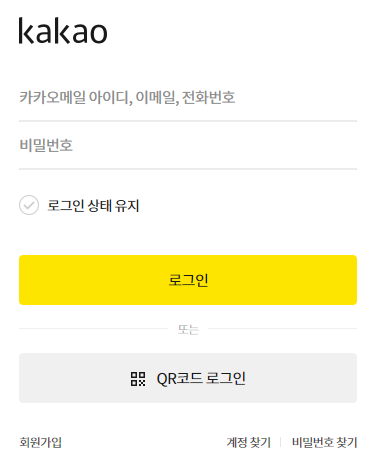 kakao
카카오메일 아이디, 이메일, 전화번호
비밀번호
로그인 상태 유지
로그인
또는
QR코드 로그인
회원가입 계정 찾기 비밀번호 찾기